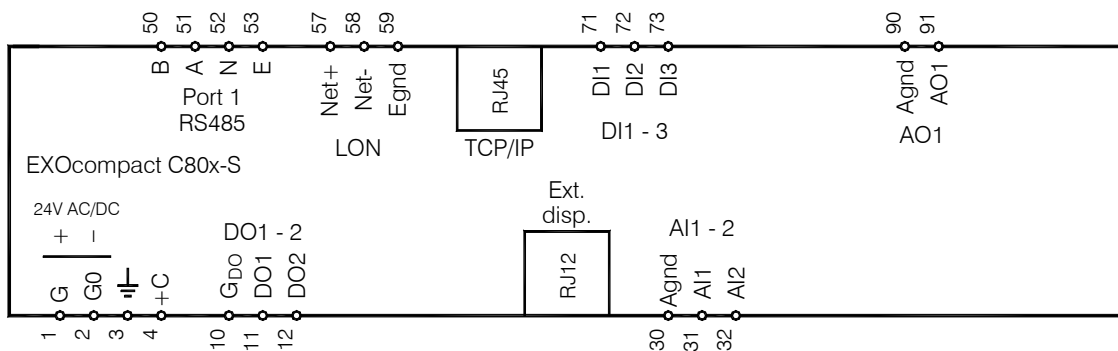 50 51 52 53 57 58 59 71 72 73 90 91
B A N E Net+ Net- Egnd RJ45 DI1 DI2 DI3 Agnd AO1
Port 1
RS485
LON TCP/IP DI1 - 3 AO1
EXOcompact C80x-S
24V AC/DC
+ -
DO1 - 2
Ext.
disp.
AI1 - 2
G G0 +C GDO DO1 DO2 RJ12 Agnd AI1 AI2
1 2 3 4 10 11 12 30 31 32